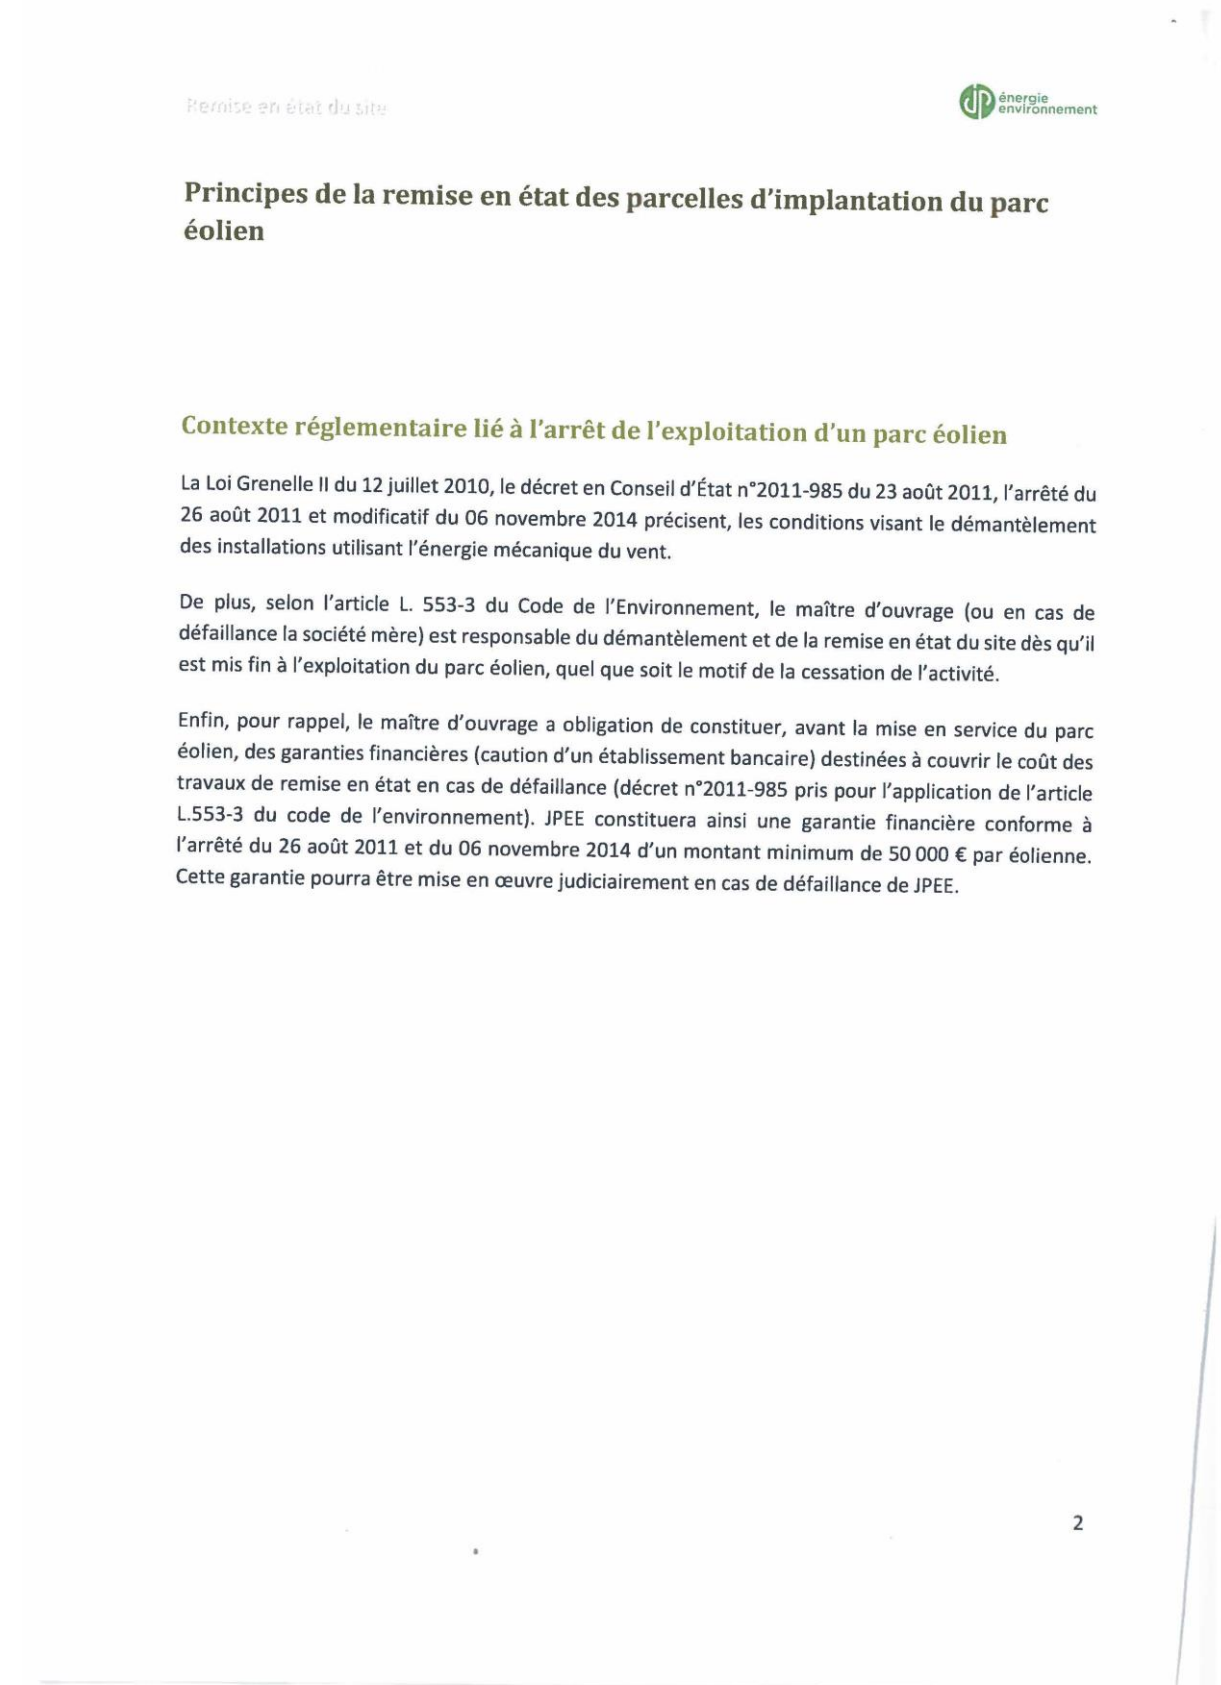 Remise en état du site
JP énergie
environnement
Principes de la remise en état des parcelles d'implantation du parc
éolien
Contexte réglementaire lié à l'arrêt de l'exploitation d'un parc éolien
La Loi Grenelle II du 12 juillet 2010, le décret en Conseil d'État n°2011-985 du 23 août 2011, l'arrêté du
26 août 2011 et modificatif du 06 novembre 2014 précisent, les conditions visant le démantèlement
des installations utilisant l'énergie mécanique du vent.
De plus, selon l'article L. 553-3 du Code de l'Environnement, le maître d'ouvrage (ou en cas de
défaillance la société mère) est responsable du démantèlement et de la remise en état du site dès qu'il
est mis fin à l'exploitation du parc éolien, quel que soit le motif de la cessation de l'activité.
Enfin, pour rappel, le maître d'ouvrage a obligation de constituer, avant la mise en service du parc
éolien, des garanties financières (caution d'un établissement bancaire) destinées à couvrir le coût des
travaux de remise en état en cas de défaillance (décret n°2011-985 pris pour l'application de l'article
L.553-3 du code de l'environnement). JPEE constituera ainsi une garantie financière conforme à
l'arrêté du 26 août 2011 et du 06 novembre 2014 d'un montant minimum de 50 000 € par éolienne.
Cette garantie pourra être mise en œuvre judiciairement en cas de défaillance de JPEE.
2